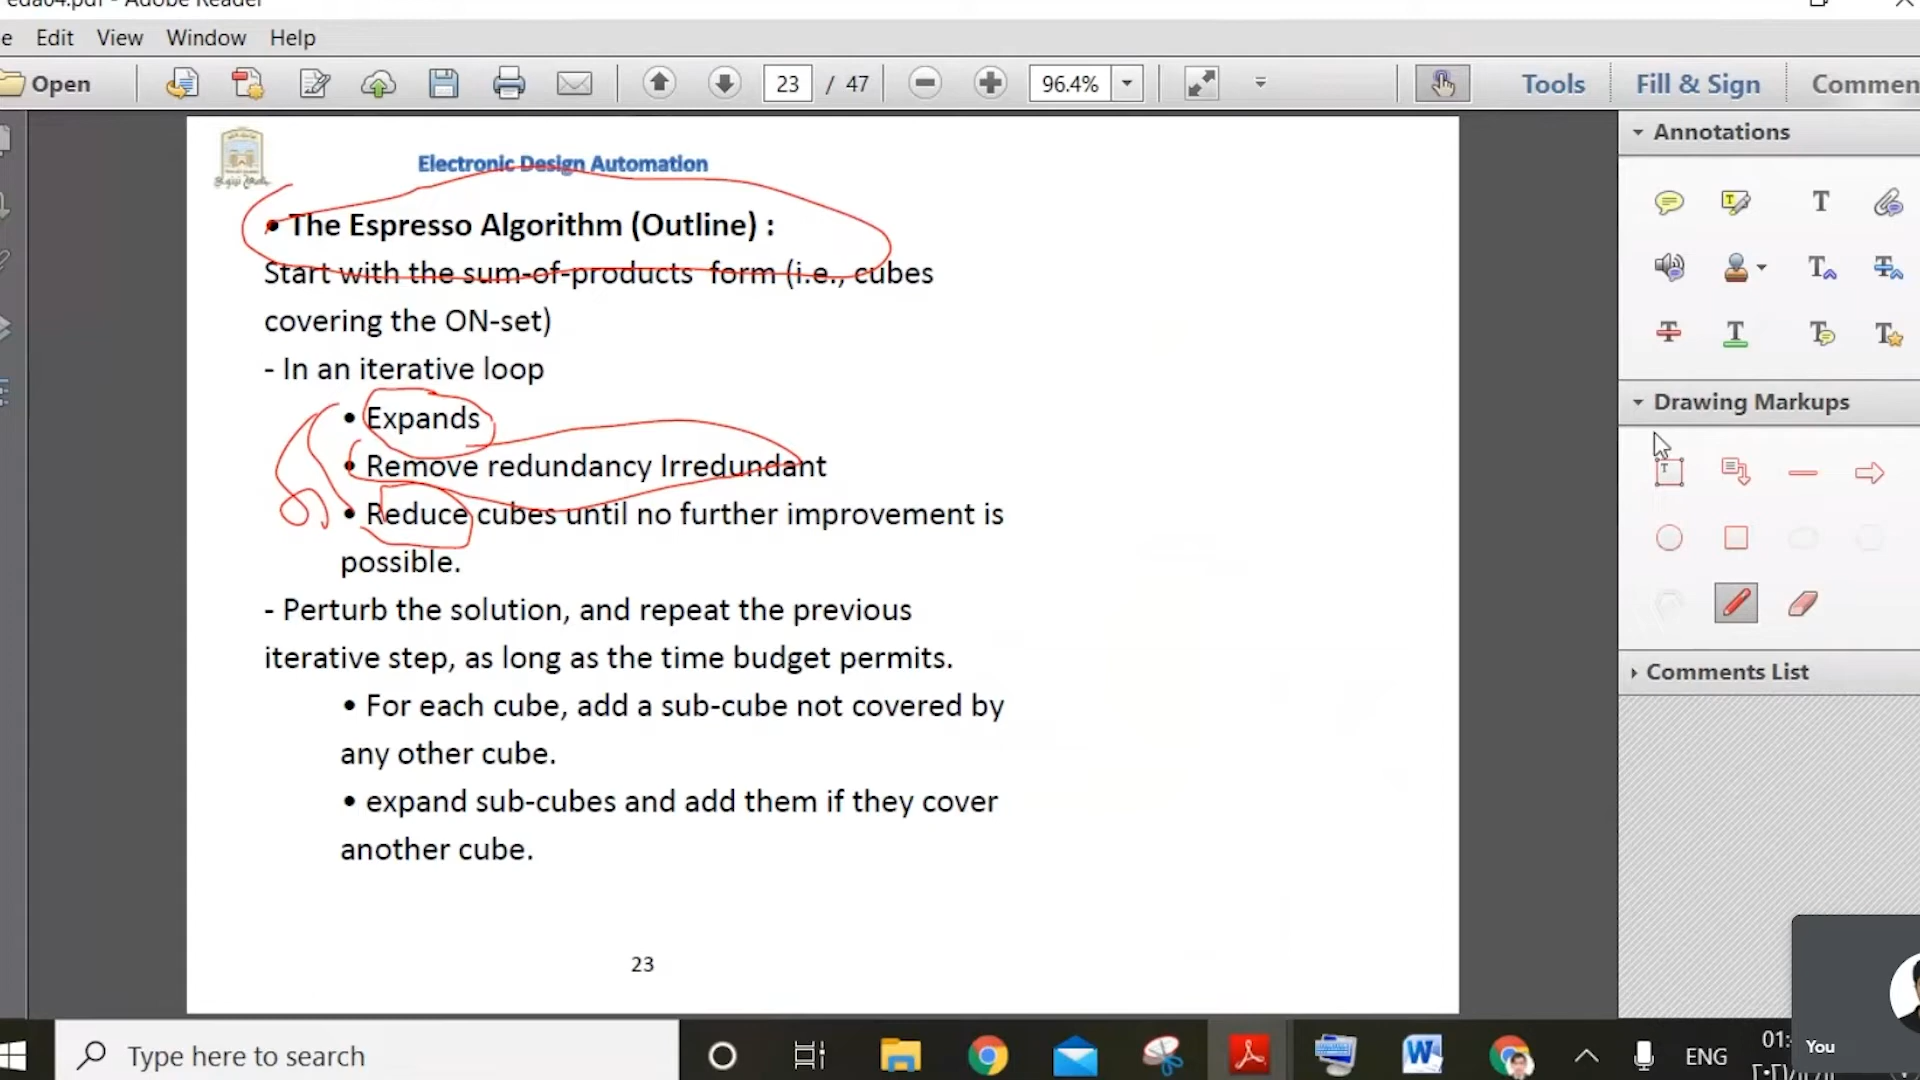 eda04.pdf - Adobe Reader
Edit View Window Help
Open 23 / 47 96.4% Tools Fill & Sign Commen
Annotations
Drawing Markups
Comments List
Electronic Design Automation
• The Espresso Algorithm (Outline) :
Start with the sum-of-products form (i.e., cubes
covering the ON-set)
- In an iterative loop
• Expands
• Remove redundancy Irredundant
• Reduce cubes until no further improvement is
possible.
- Perturb the solution, and repeat the previous
iterative step, as long as the time budget permits.
• For each cube, add a sub-cube not covered by
any other cube.
• expand sub-cubes and add them if they cover
another cube.
23
You
Type here to search
ENG
01: